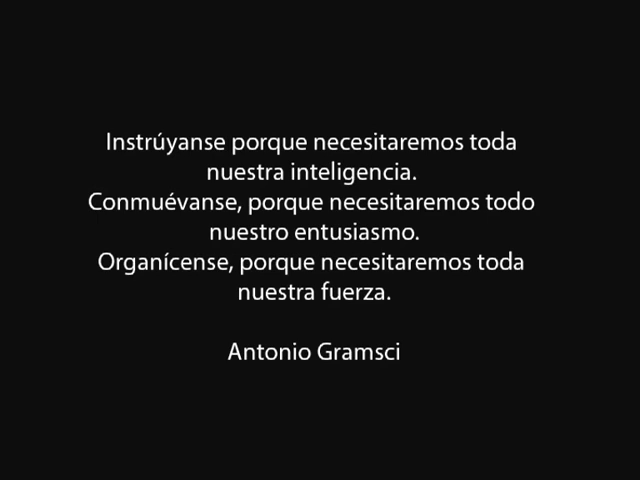 Instrúyanse porque necesitaremos toda
nuestra inteligencia.
Conmuévanse, porque necesitaremos todo
nuestro entusiasmo.
Organícense, porque necesitaremos toda
nuestra fuerza.
Antonio Gramsci